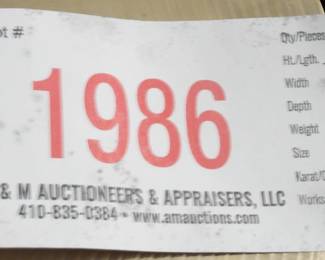 ot #
1986
& M AUCTIONEERS & APPRAISERS, LLC
410-835-0384 • www.amauctions.com
Qty/Pieces
Ht./Lgth.
Width
Depth
Weight
Size
Karat/
Works